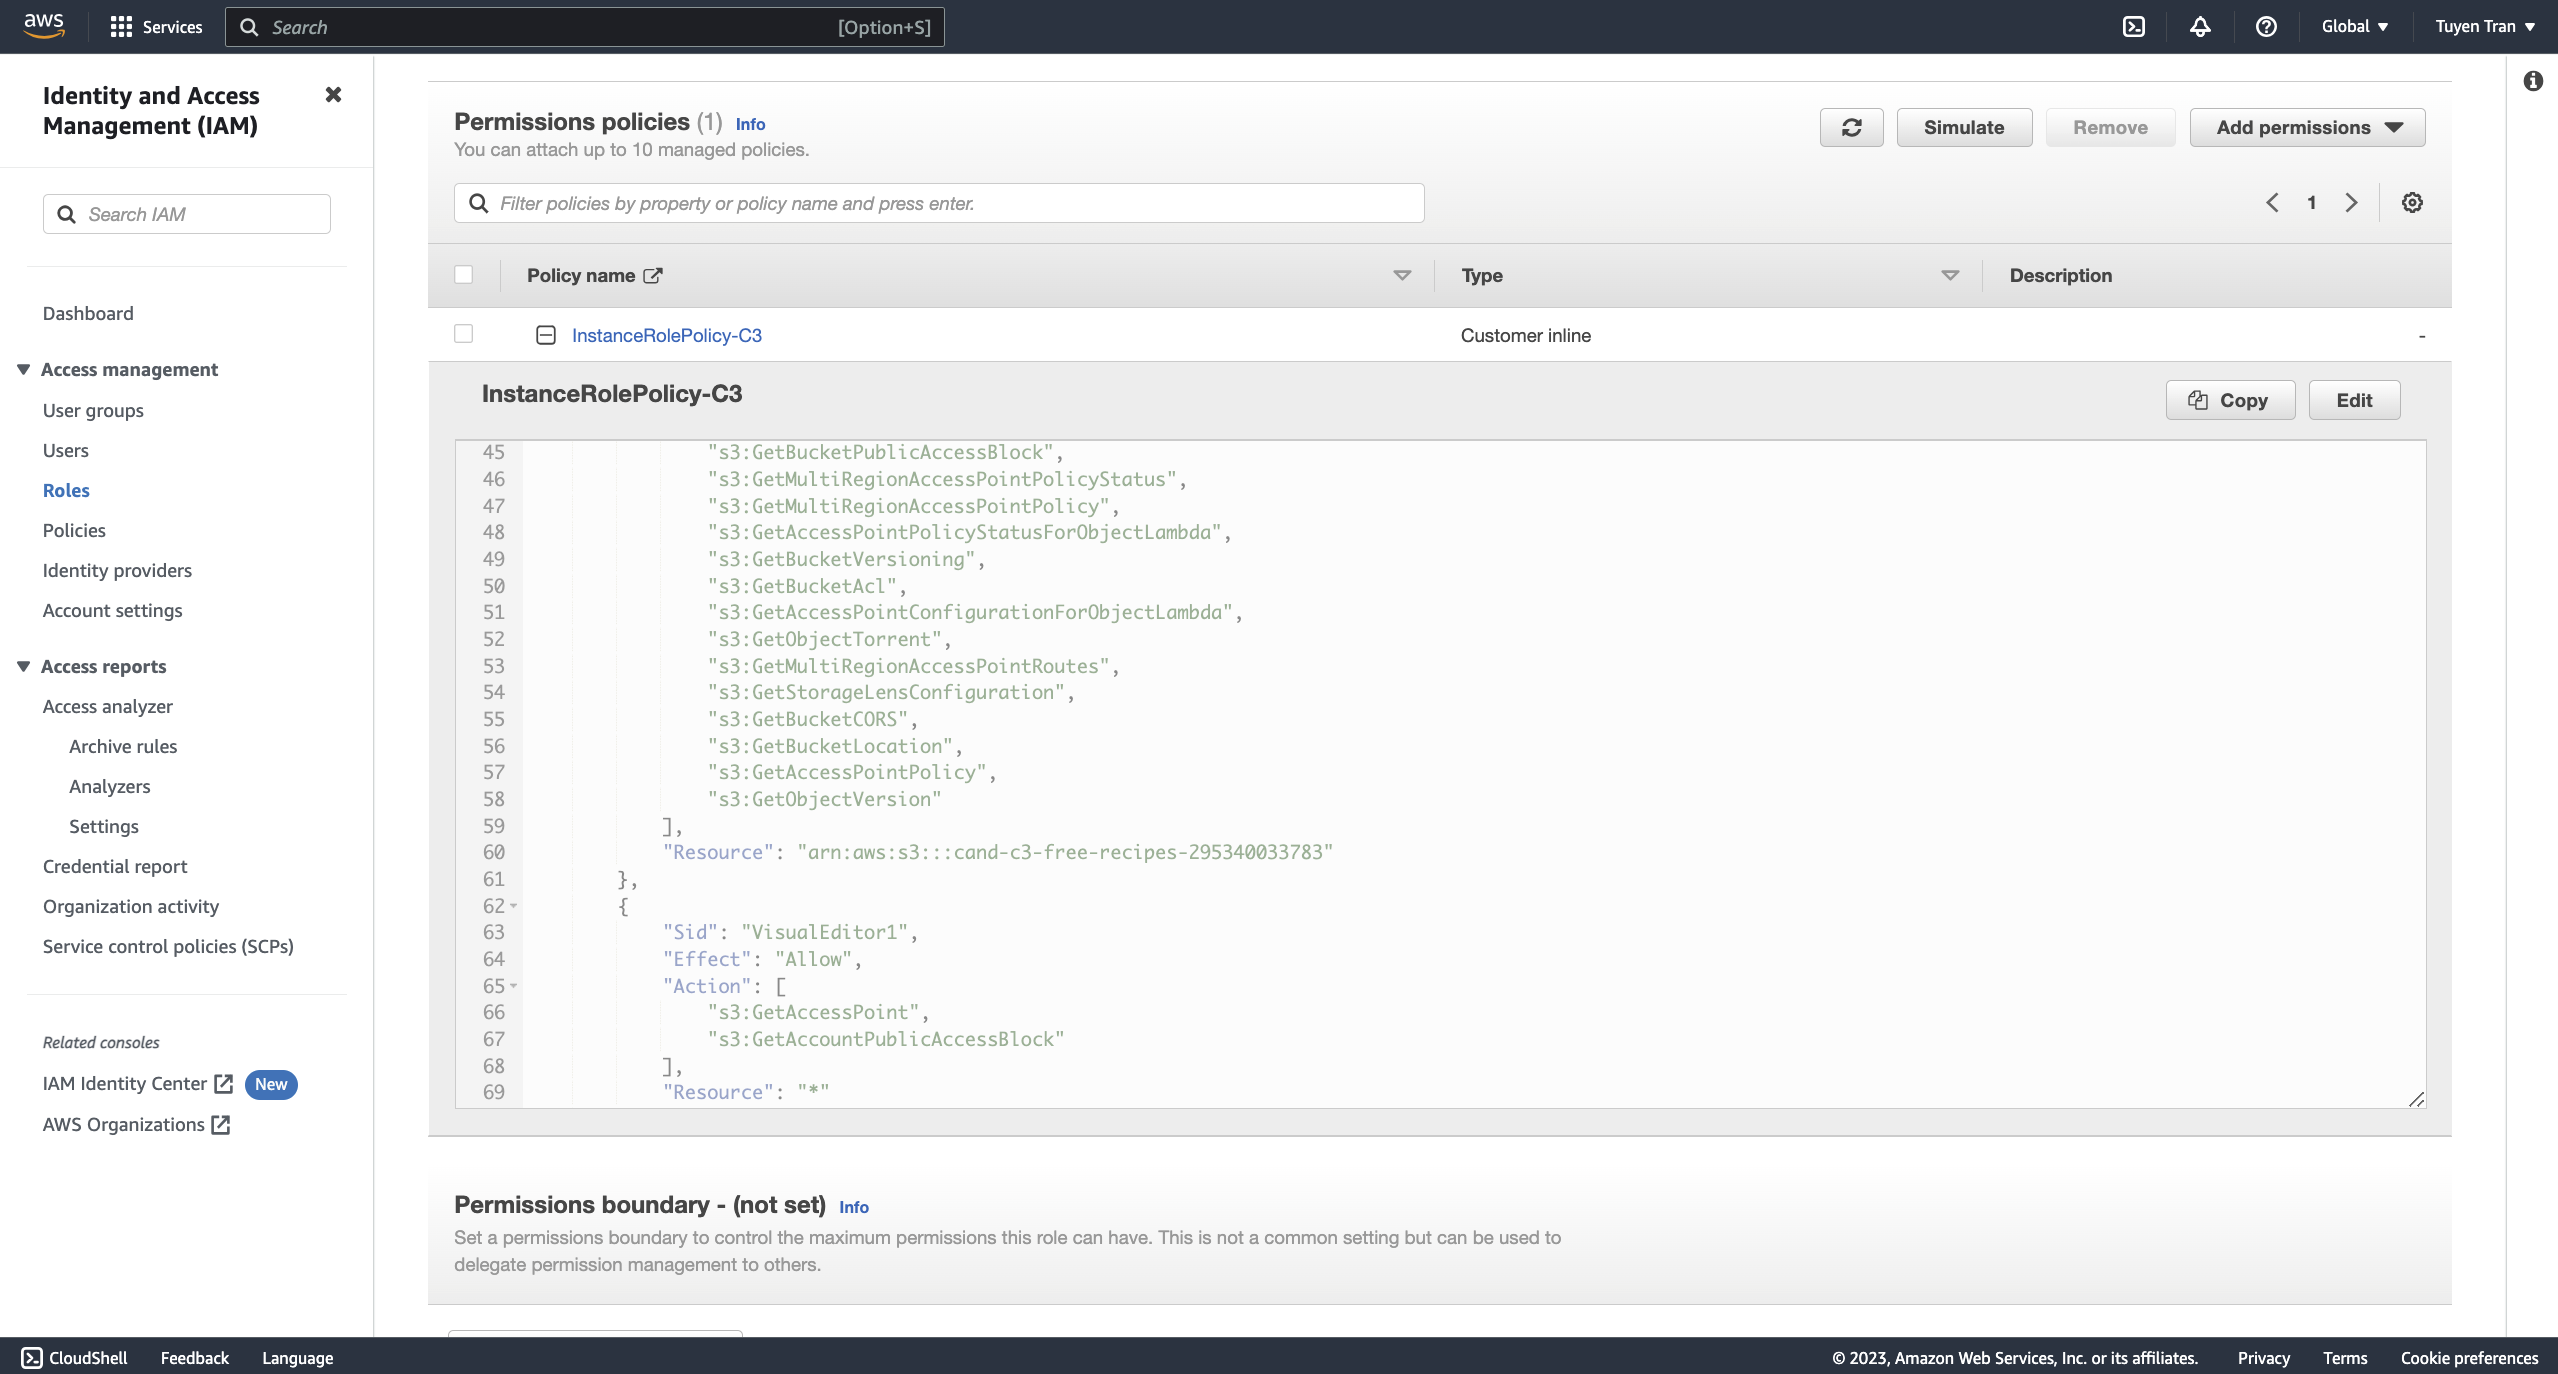 aws
Services
Search
[Option+S]
Global
Tuyen Tran
Identity and Access
Management (IAM)
Search IAM
Dashboard
Access management
User groups
Users
Roles
Policies
Identity providers
Account settings
Access reports
Access analyzer
Archive rules
Analyzers
Settings
Credential report
Organization activity
Service control policies (SCPs)
Related consoles
IAM Identity Center New
AWS Organizations
Permissions policies (1) Info
You can attach up to 10 managed policies.
Simulate
Remove
Add permissions
Filter policies by property or policy name and press enter.
1
Policy name
Type
Description
InstanceRolePolicy-C3
Customer inline
-
InstanceRolePolicy-C3
Copy
Edit
45 "s3:GetBucketPublicAccessBlock",
46 "s3:GetMultiRegionAccessPointPolicyStatus",
47 "s3:GetMultiRegionAccessPointPolicy",
48 "s3:GetAccessPointPolicyStatusForObjectLambda",
49 "s3:GetBucketVersioning",
50 "s3:GetBucketAcl",
51 "s3:GetAccessPointConfigurationForObjectLambda",
52 "s3:GetObjectTorrent",
53 "s3:GetMultiRegionAccessPointRoutes",
54 "s3:GetStorageLensConfiguration",
55 "s3:GetBucketCORS",
56 "s3:GetBucketLocation",
57 "s3:GetAccessPointPolicy",
58 "s3:GetObjectVersion"
59 ],
60 "Resource": "arn:aws:s3:::cand-c3-free-recipes-295340033783"
61 },
62 {
63 "Sid": "VisualEditor1",
64 "Effect": "Allow",
65 "Action": [
66 "s3:GetAccessPoint",
67 "s3:GetAccountPublicAccessBlock"
68 ],
69 "Resource": "*"
Permissions boundary - (not set) Info
Set a permissions boundary to control the maximum permissions this role can have. This is not a common setting but can be used to
delegate permission management to others.
CloudShell
Feedback
Language
© 2023, Amazon Web Services, Inc. or its affiliates.
Privacy
Terms
Cookie preferences